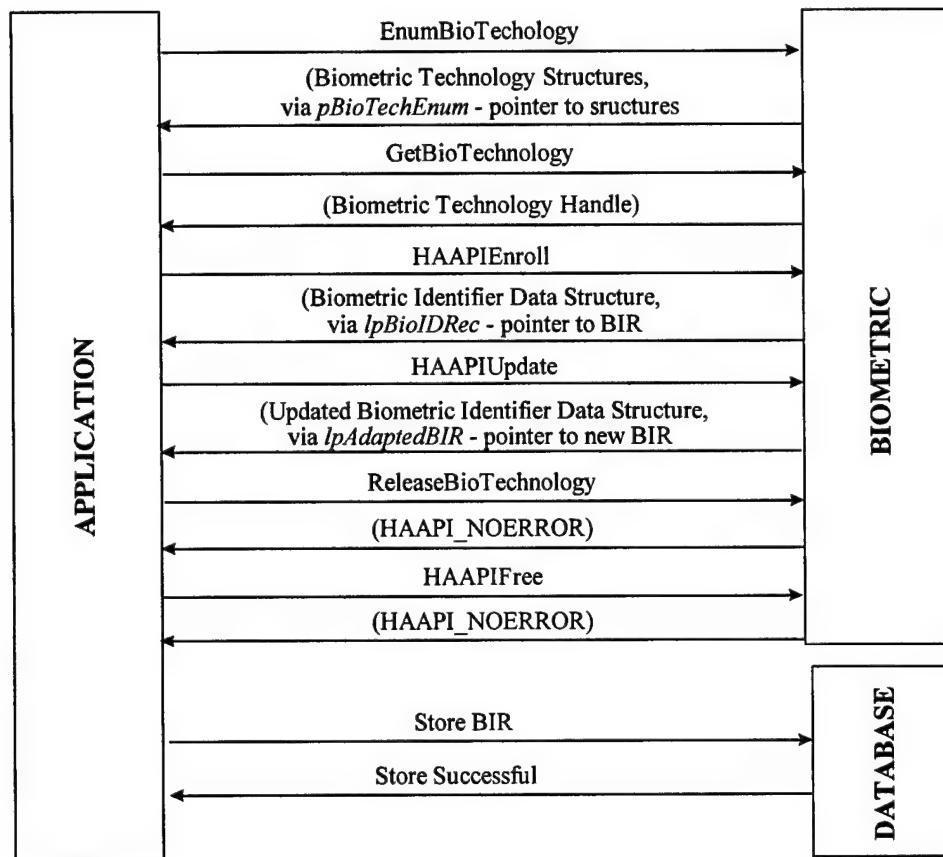 EnumBioTechology
(Biometric Technology Structures,
via pBioTechEnum - pointer to sructures
GetBioTechnology
(Biometric Technology Handle)
HAAPIEnroll
(Biometric Identifier Data Structure,
via lpBioIDRec - pointer to BIR
HAAPIUpdate
(Updated Biometric Identifier Data Structure,
via lpAdaptedBIR - pointer to new BIR
ReleaseBioTechnology
(HAAPI_NOERROR)
HAAPIFree
(HAAPI_NOERROR)
Store BIR
Store Successful
APPLICATION
BIOMETRIC
DATABASE